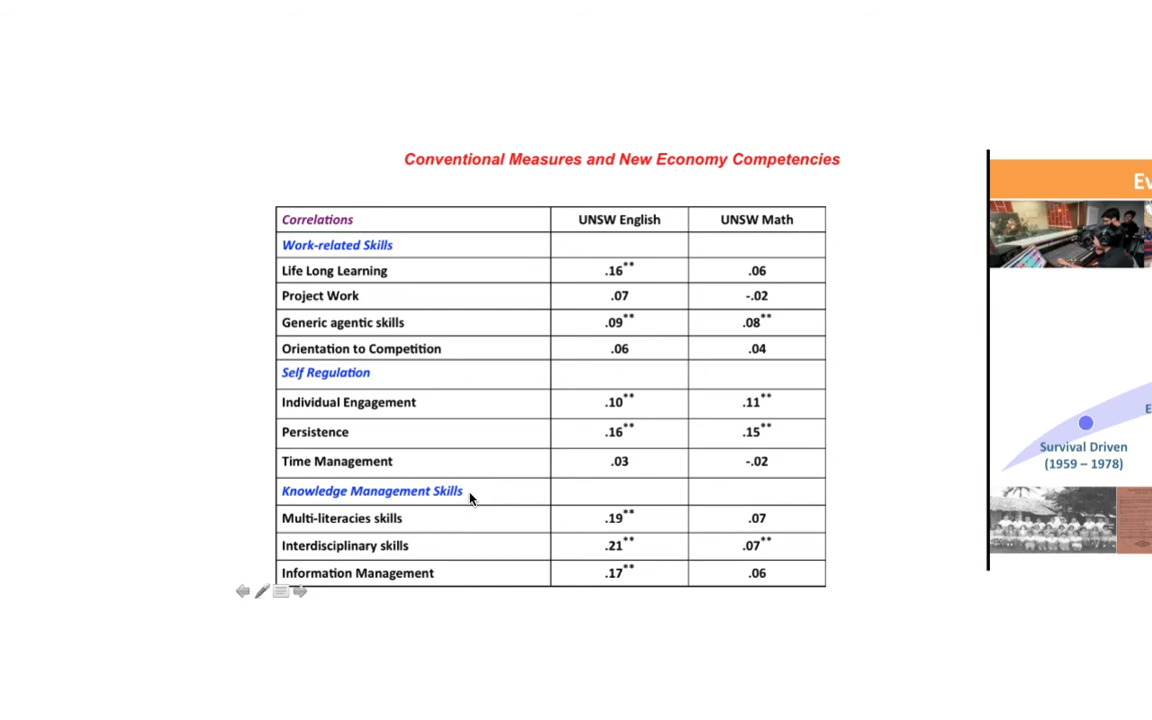 Conventional Measures and New Economy Competencies
Correlations UNSW English UNSW Math
Work-related Skills
Life Long Learning .16** .06
Project Work .07 -.02
Generic agentic skills .09** .08**
Orientation to Competition .06 .04
Self Regulation
Individual Engagement .10** .11**
Persistence .16** .15**
Time Management .03 -.02
Knowledge Management Skills
Multi-literacies skills .19** .07
Interdisciplinary skills .21** .07**
Information Management .17** .06
Survival Driven
(1959 – 1978)